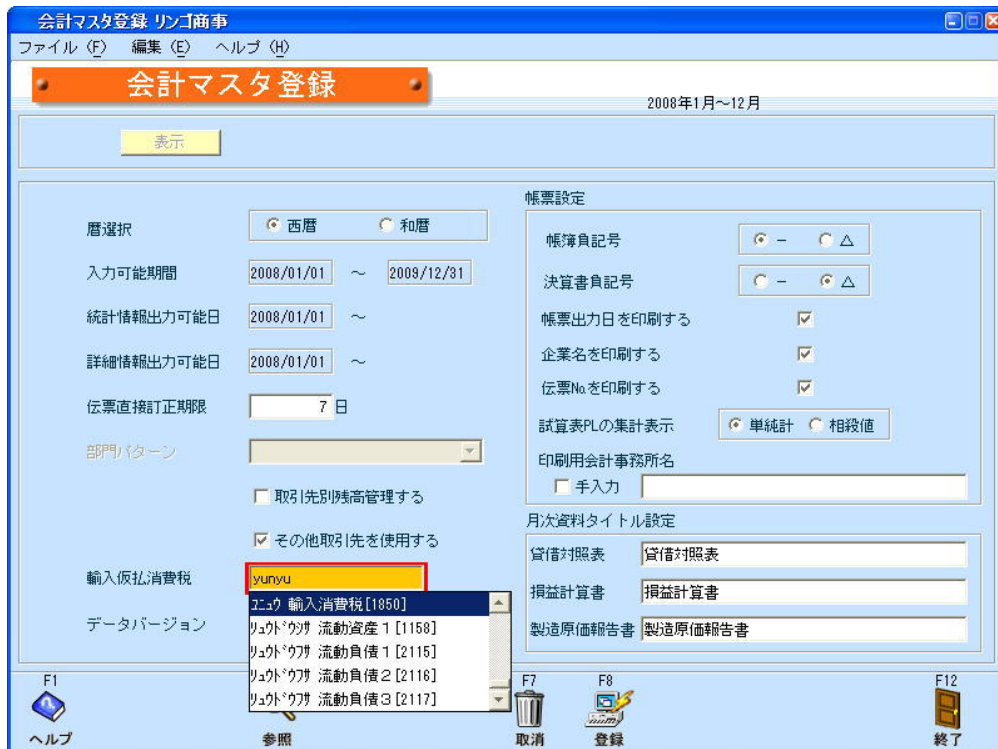 会計マスタ登録 リンゴ商事
ファイル (F) 編集 (E) ヘルプ (H)
会計マスタ登録
2008年1月～12月
表示
暦選択
西暦
和暦
入力可能期間
2008/01/01 ～ 2009/12/31
統計情報出力可能日
2008/01/01 ～
詳細情報出力可能日
2008/01/01 ～
伝票直接訂正期限
7 日
部門パターン
取引先別残高管理する
その他取引先を使用する
輸入仮払消費税
yunyu
ﾕﾆｭｳ 輸入消費税[1850]
ﾘｭｳﾄﾞｳｼｻ 流動資産1[1158]
ﾘｭｳﾄﾞｳﾌｻ 流動負債1[2115]
ﾘｭｳﾄﾞｳﾌｻ 流動負債2[2116]
ﾘｭｳﾄﾞｳﾌｻ 流動負債3[2117]
データバージョン
帳票設定
帳簿負記号
－ △
決算書負記号
－ △
帳票出力日を印刷する
企業名を印刷する
伝票№を印刷する
試算表PLの集計表示
単純計 相殺値
印刷用会計事務所名
手入力
月次資料タイトル設定
貸借対照表 貸借対照表
損益計算書 損益計算書
製造原価報告書 製造原価報告書
F1 F7 F8 F12
ヘルプ 参照 取消 登録 終了